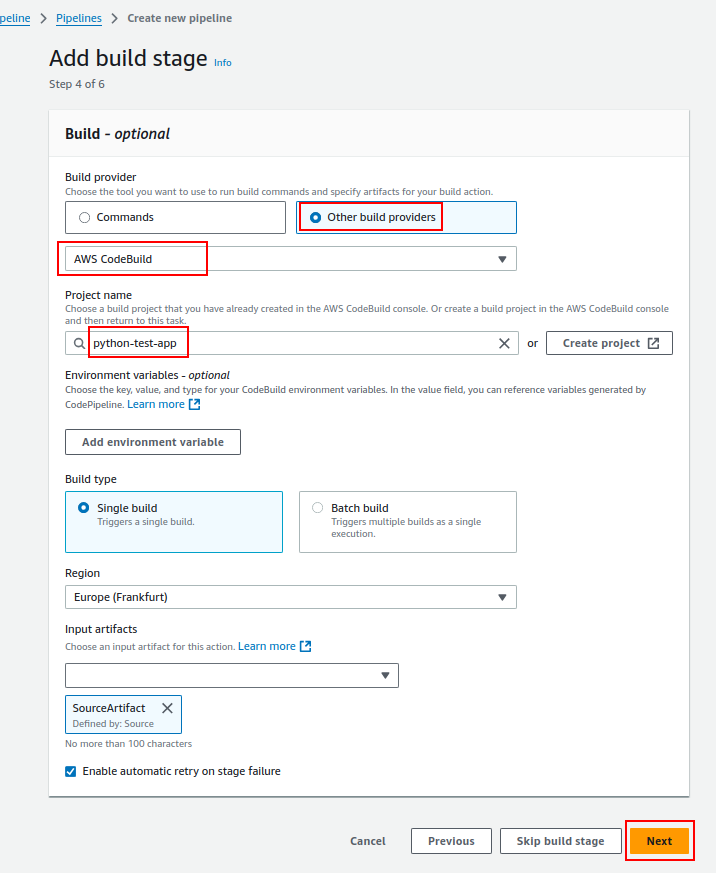 peline > Pipelines > Create new pipeline
Add build stage Info
Step 4 of 6
Build - optional
Build provider
Choose the tool you want to use to run build commands and specify artifacts for your build action.
Commands
Other build providers
AWS CodeBuild
Project name
Choose a build project that you have already created in the AWS CodeBuild console. Or create a build project in the AWS CodeBuild console
and then return to this task.
python-test-app
or
Create project
Environment variables - optional
Choose the key, value, and type for your CodeBuild environment variables. In the value field, you can reference variables generated by
CodePipeline. Learn more
Add environment variable
Build type
Single build
Triggers a single build.
Batch build
Triggers multiple builds as a single
execution.
Region
Europe (Frankfurt)
Input artifacts
Choose an input artifact for this action. Learn more
SourceArtifact
Defined by: Source
No more than 100 characters
Enable automatic retry on stage failure
Cancel
Previous
Skip build stage
Next